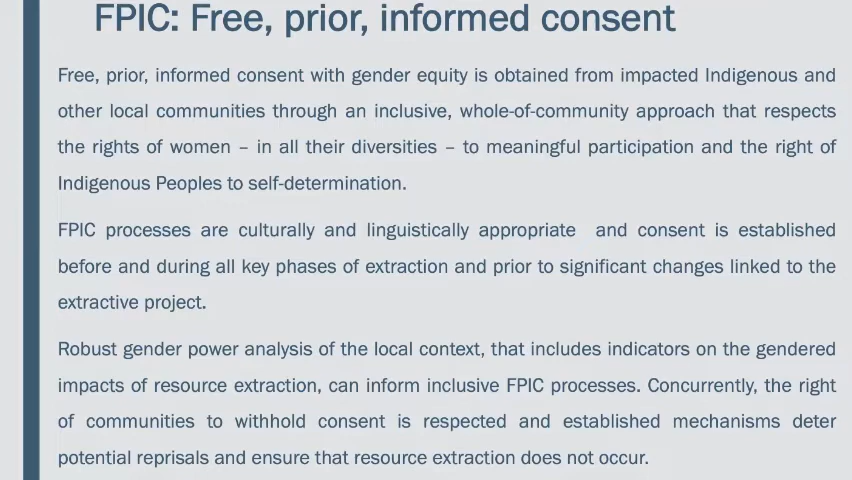 FPIC: Free, prior, informed consent
Free, prior, informed consent with gender equity is obtained from impacted Indigenous and
other local communities through an inclusive, whole-of-community approach that respects
the rights of women – in all their diversities – to meaningful participation and the right of
Indigenous Peoples to self-determination.
FPIC processes are culturally and linguistically appropriate and consent is established
before and during all key phases of extraction and prior to significant changes linked to the
extractive project.
Robust gender power analysis of the local context, that includes indicators on the gendered
impacts of resource extraction, can inform inclusive FPIC processes. Concurrently, the right
of communities to withhold consent is respected and established mechanisms deter
potential reprisals and ensure that resource extraction does not occur.